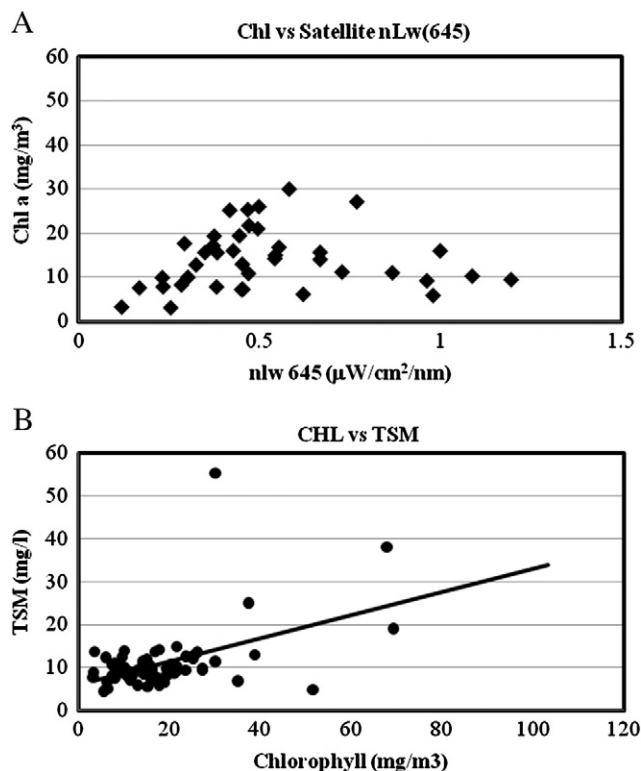 A
Chl vs Satellite nLw(645)
60
50
40
30
20
10
0
Chl a (mg/m³)
0 0.5 1 1.5
nlw 645 (µW/cm²/nm)
B
CHL vs TSM
60
50
40
30
20
10
0
TSM (mg/l)
0 20 40 60 80 100 120
Chlorophyll (mg/m3)